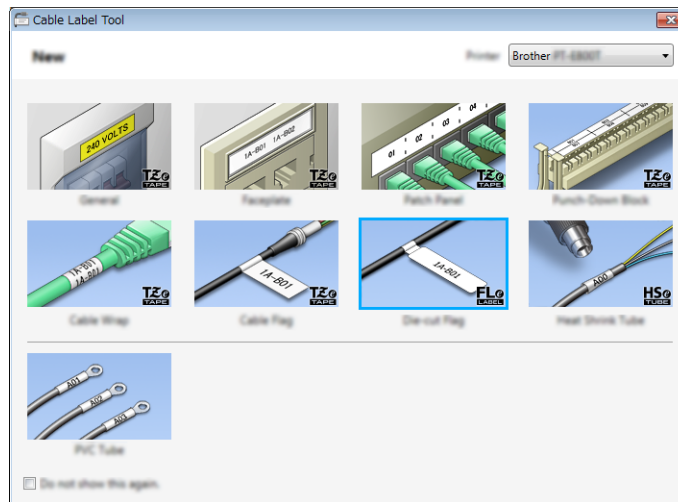 Cable Label Tool
New
Printer Brother PT-E800T
240 VOLTS
TZe TAPE
1A-B01 1A-B02
TZe TAPE
01 02 03 04
TZe TAPE
TZe TAPE
General
Faceplate
Patch Panel
Punch-Down Block
1A-B01
1A-B01
TZe TAPE
1A-B01
TZe TAPE
1A-B01
FLe LABEL
A00
HSe TUBE
Cable Wrap
Cable Flag
Die-cut Flag
Heat Shrink Tube
A01
A02
A03
PVC Tube
Do not show this again.